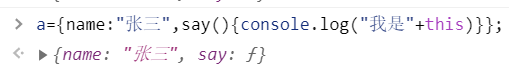 > a={name:"张三",say(){console.log("我是"+this)}};
<· ▶{name: "张三", say: ƒ}